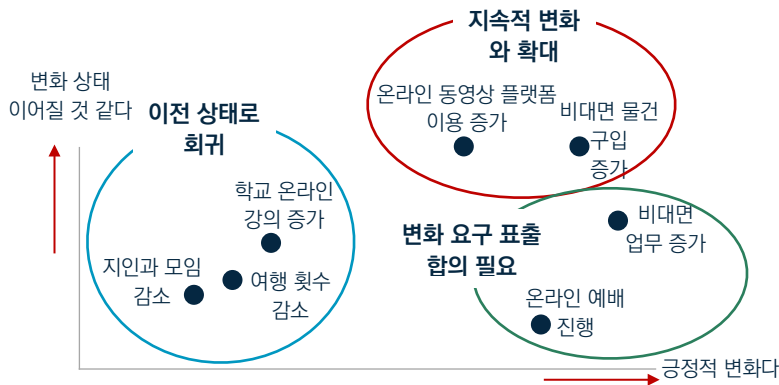 지속적 변화
와 확대
변화 상태
이어질 것 같다
이전 상태로
회귀
온라인 동영상 플랫폼
이용 증가
비대면 물건
구입
증가
학교 온라인
강의 증가
지인과 모임
감소
여행 횟수
감소
변화 요구 표출
합의 필요
비대면
업무 증가
온라인 예배
진행
긍정적 변화다